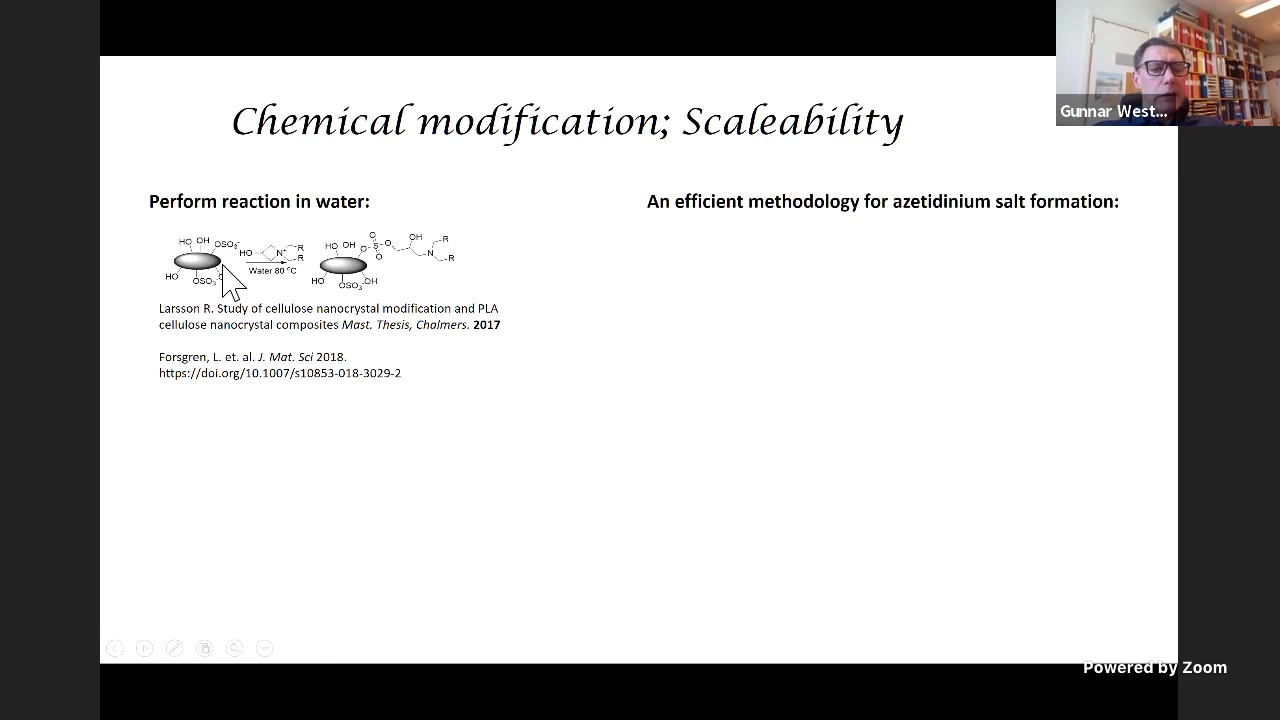 Gunnar West...
Chemical modification; Scaleability
Perform reaction in water:
An efficient methodology for azetidinium salt formation:
HO OH OSO3-
HO
N
R
R
Water 80 °C
HO
OSO3-
HO OH
O
O
S
O
O
OH
N
R
R
HO
OSO3-
OH
Larsson R. Study of cellulose nanocrystal modification and PLA
cellulose nanocrystal composites Mast. Thesis, Chalmers. 2017
Forsgren, L. et. al. J. Mat. Sci 2018.
https://doi.org/10.1007/s10853-018-3029-2
Powered by Zoom